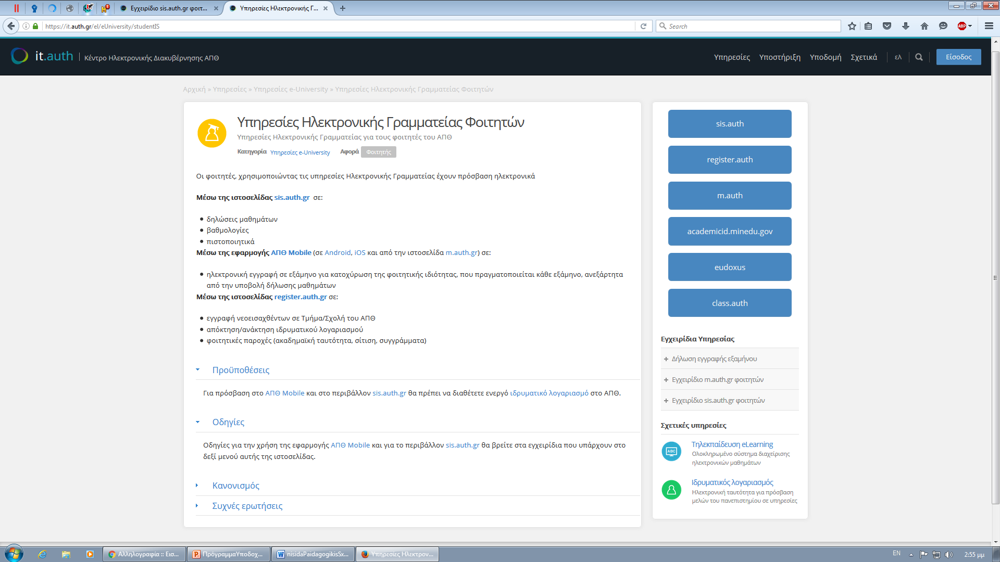 Εγχειρίδιο sis.auth.gr φοιτ...
Υπηρεσίες Ηλεκτρονικής Γ...
https://it.auth.gr/el/eUniversity/studentIS
Search
ABP
it.auth
Κέντρο Ηλεκτρονικής Διακυβέρνησης ΑΠΘ
Υπηρεσίες Υποστήριξη Υποδομή Σχετικά
ελ
Είσοδος
Αρχική » Υπηρεσίες » Υπηρεσίες e-University » Υπηρεσίες Ηλεκτρονικής Γραμματείας Φοιτητών
Υπηρεσίες Ηλεκτρονικής Γραμματείας Φοιτητών
Υπηρεσίες Ηλεκτρονικής Γραμματείας για τους φοιτητές του ΑΠΘ
Κατηγορία Υπηρεσίες e-University Αφορά Φοιτητής
Οι φοιτητές, χρησιμοποιώντας τις υπηρεσίες Ηλεκτρονικής Γραμματείας έχουν πρόσβαση ηλεκτρονικά
Μέσω της ιστοσελίδας sis.auth.gr σε:
• δηλώσεις μαθημάτων
• βαθμολογίες
• πιστοποιητικά
Μέσω της εφαρμογής ΑΠΘ Mobile (σε Android, iOS και από την ιστοσελίδα m.auth.gr) σε:
• ηλεκτρονική εγγραφή σε εξάμηνο για κατοχύρωση της φοιτητικής ιδιότητας, που πραγματοποιείται κάθε εξάμηνο, ανεξάρτητα
από την υποβολή δήλωσης μαθημάτων
Μέσω της ιστοσελίδας register.auth.gr σε:
• εγγραφή νεοεισαχθέντων σε Τμήμα/Σχολή του ΑΠΘ
• απόκτηση/ανάκτηση ιδρυματικού λογαριασμού
• φοιτητικές παροχές (ακαδημαϊκή ταυτότητα, σίτιση, συγγράμματα)
Προϋποθέσεις
Για πρόσβαση στο ΑΠΘ Mobile και στο περιβάλλον sis.auth.gr θα πρέπει να διαθέτετε ενεργό ιδρυματικό λογαριασμό στο ΑΠΘ.
Οδηγίες
Οδηγίες για την χρήση της εφαρμογής ΑΠΘ Mobile και για το περιβάλλον sis.auth.gr θα βρείτε στα εγχειρίδια που υπάρχουν στο
δεξί μενού αυτής της ιστοσελίδας.
Κανονισμός
Συχνές ερωτήσεις
sis.auth
register.auth
m.auth
academicid.minedu.gov
eudoxus
class.auth
Εγχειρίδια Υπηρεσίας
+ Δήλωση εγγραφής εξαμήνου
+ Εγχειρίδιο m.auth.gr φοιτητών
+ Εγχειρίδιο sis.auth.gr φοιτητών
Σχετικές υπηρεσίες
ABC
Τηλεκπαίδευση eLearning
Ολοκληρωμένο σύστημα διαχείρισης
ηλεκτρονικών μαθημάτων
Ιδρυματικός λογαριασμός
Ηλεκτρονική ταυτότητα για πρόσβαση
μελών του πανεπιστημίου σε υπηρεσίες
Αλληλογραφία :: Εισ...
ΠρόγραμμαΥποδοχ...
nisidaPaidagogikisSx...
Υπηρεσίες Ηλεκτρον...
EN
2:55 μμ